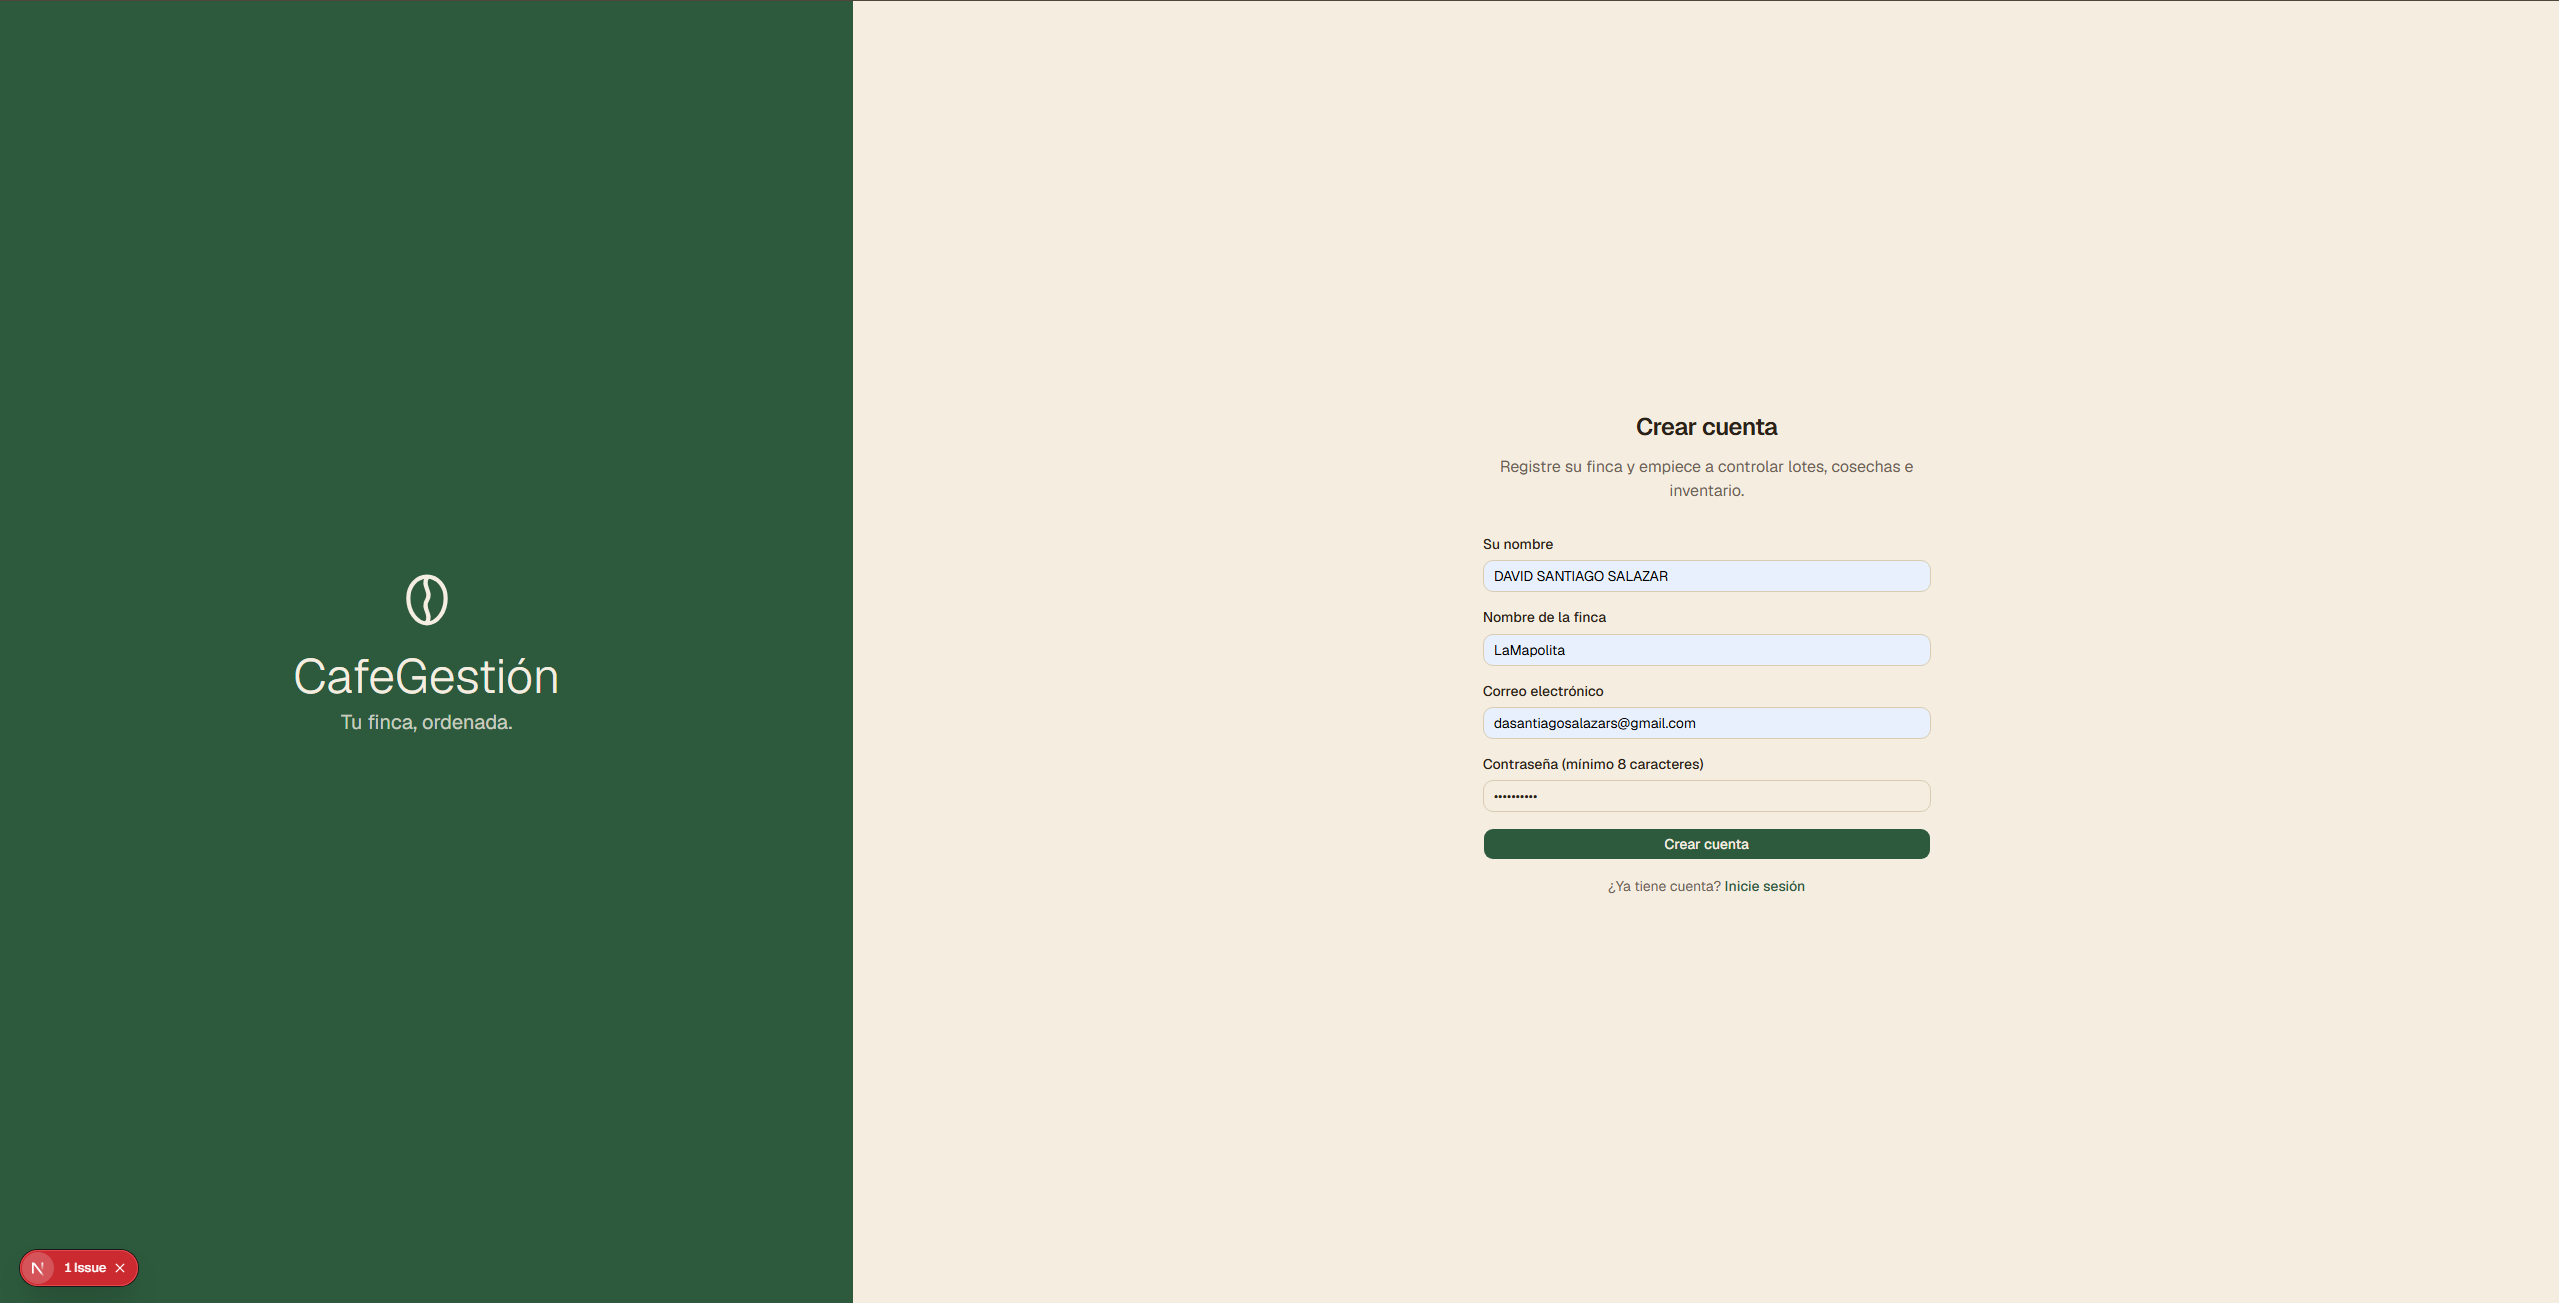 CafeGestión
Tu finca, ordenada.
Crear cuenta
Registre su finca y empiece a controlar lotes, cosechas e
inventario.
Su nombre
DAVID SANTIAGO SALAZAR
Nombre de la finca
LaMapolita
Correo electrónico
dasantiagosalazars@gmail.com
Contraseña (mínimo 8 caracteres)
••••••••••
Crear cuenta
¿Ya tiene cuenta? Inicie sesión
N 1 Issue